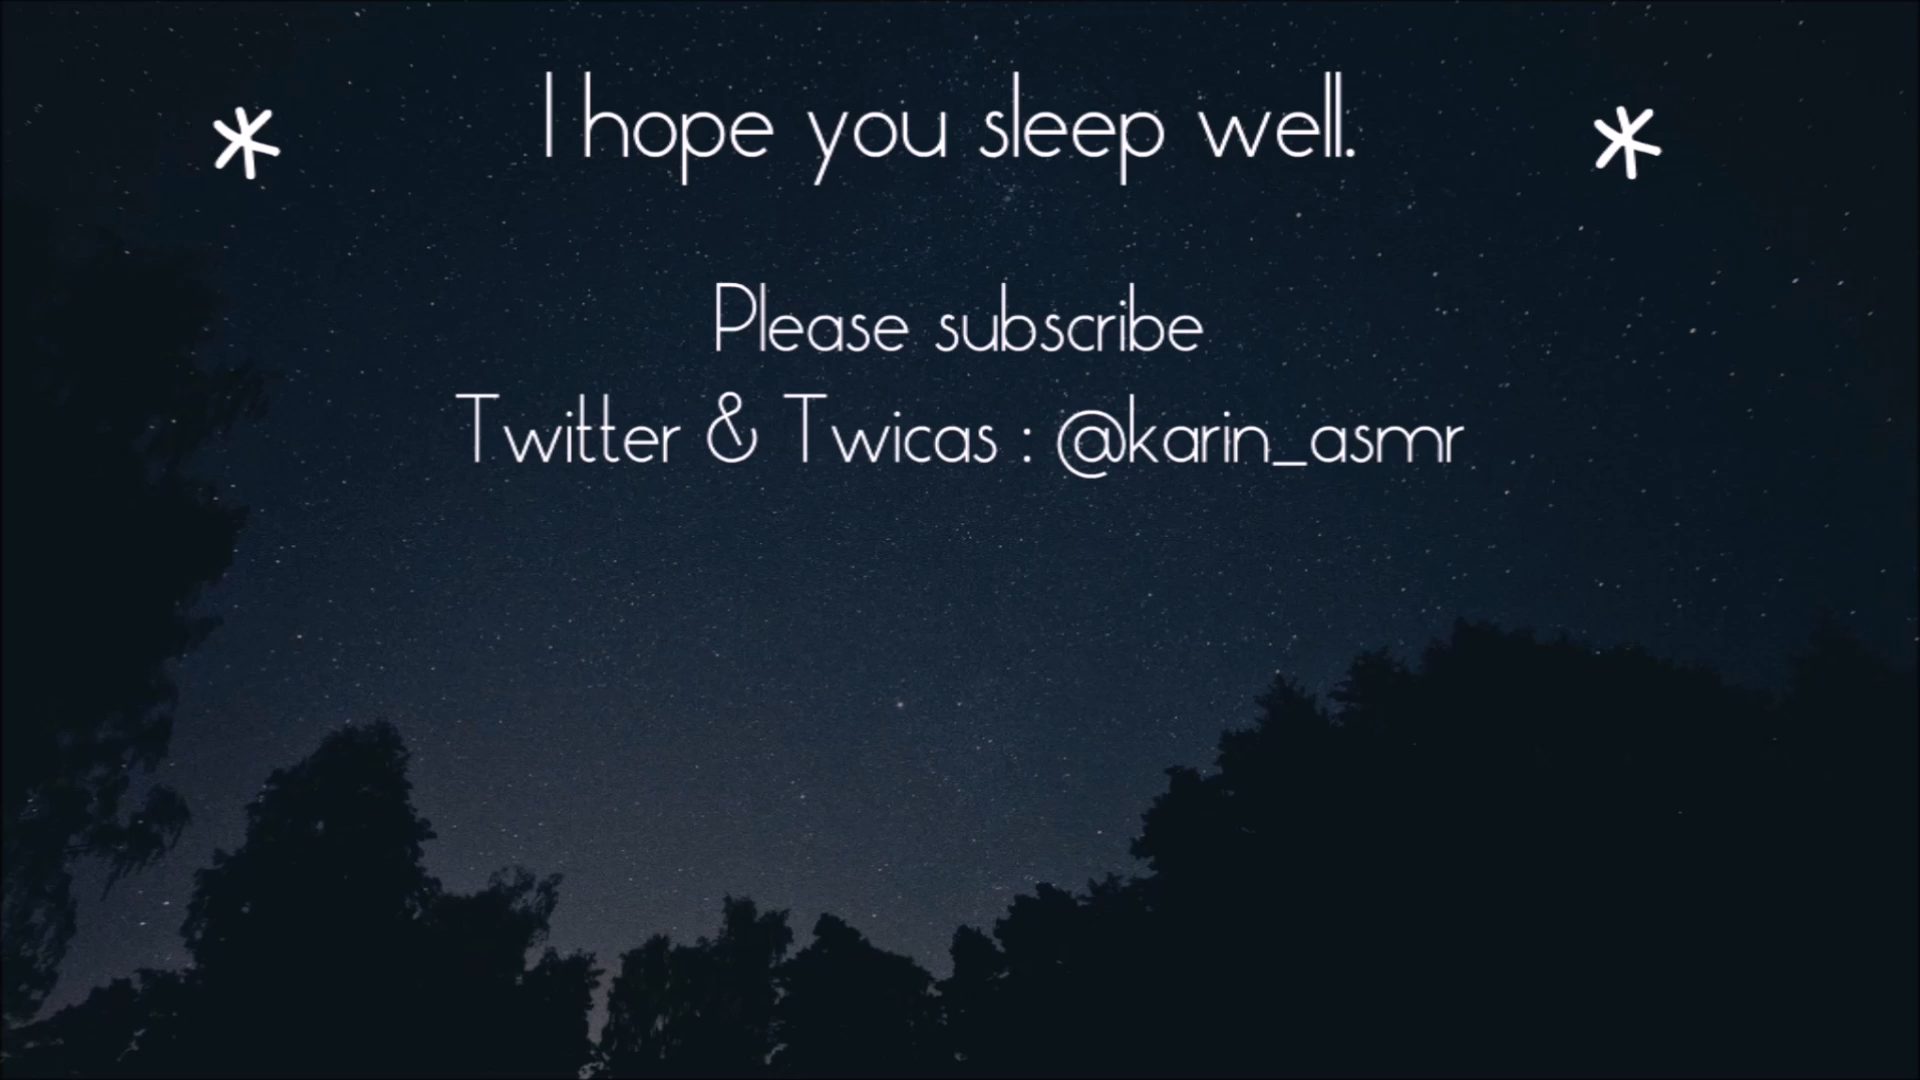 * I hope you sleep well. *
Please subscribe
Twitter & Twicas : @karin_asmr